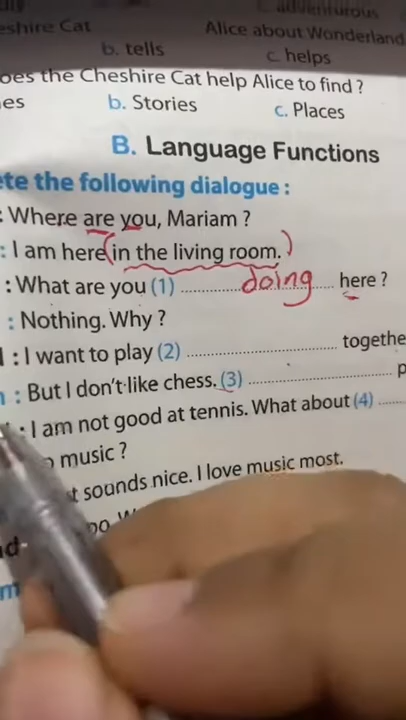 adventurous
eshire Cat Alice about Wonderland
b. tells c. helps
oes the Cheshire Cat help Alice to find ?
es b. Stories c. Places
B. Language Functions
te the following dialogue :
: Where are you, Mariam ?
: I am here (in the living room.)
: What are you (1) ........ doing ........ here ?
: Nothing. Why ?
: I want to play (2) ........................ togethe
: But I don't like chess. (3) ........................ p
: I am not good at tennis. What about (4) ........
music ?
t sounds nice. I love music most.
d-
m